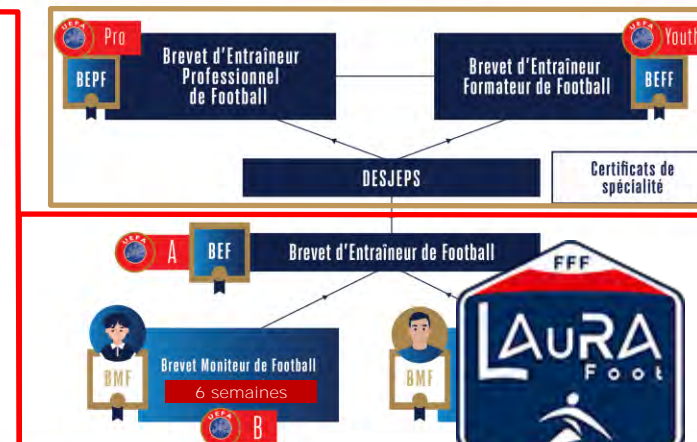 UEFA
Pro
BEPF
Brevet d'Entraîneur
Professionnel
de Football
Brevet d'Entraîneur
Formateur de Football
UEFA
Youth
BEFF
DESJEPS
Certificats de
spécialité
UEFA
A
BEF
Brevet d'Entraîneur de Football
BMF
Brevet Moniteur de Football
6 semaines
UEFA
B
BMF
FFF
LAuRA
Foot